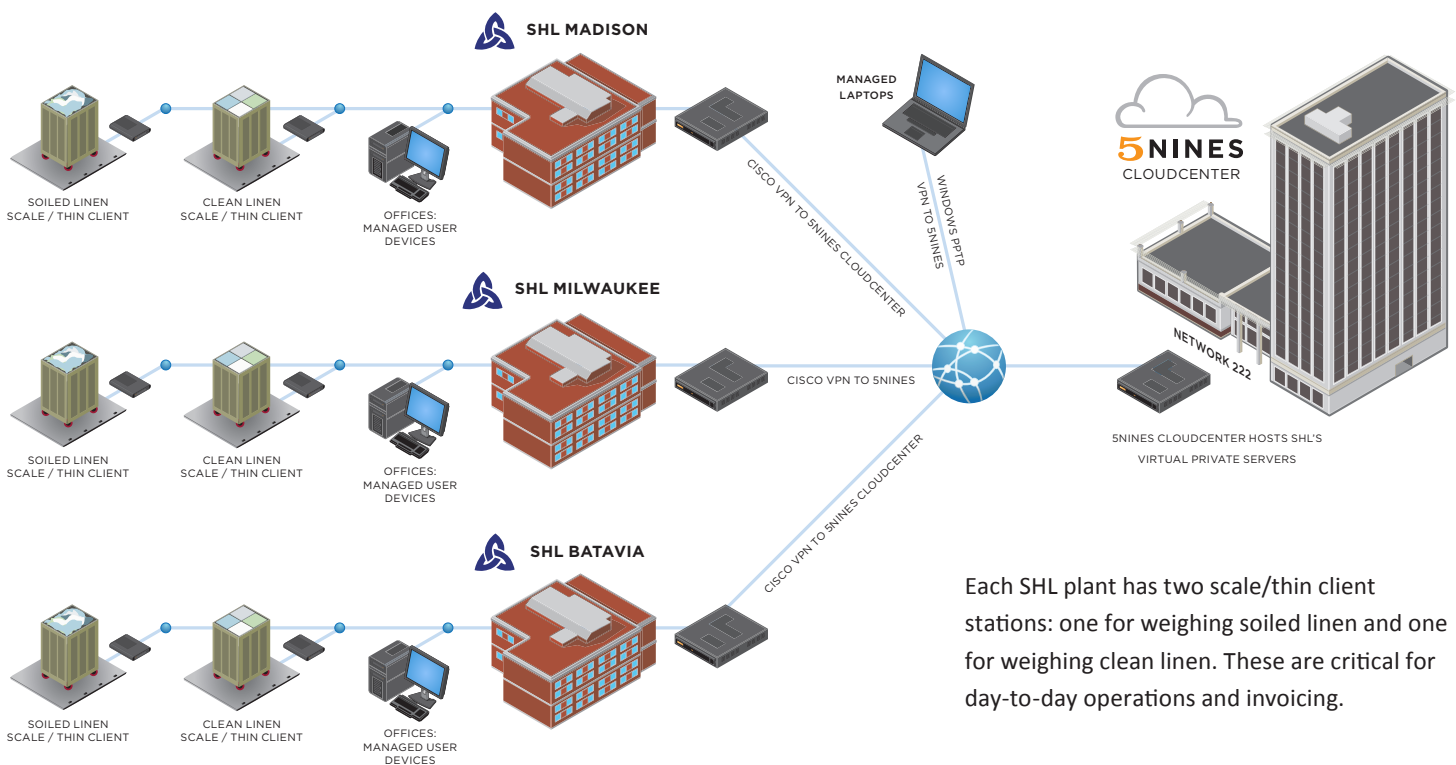 SHL MADISON
SOILED LINEN
SCALE / THIN CLIENT
CLEAN LINEN
SCALE / THIN CLIENT
OFFICES:
MANAGED USER
DEVICES
CISCO VPN TO 5NINES CLOUDCENTER
MANAGED
LAPTOPS
WINDOWS PPTP
VPN TO 5NINES
5NINES
CLOUDCENTER
NETWORK 222
5NINES CLOUDCENTER HOSTS SHL'S
VIRTUAL PRIVATE SERVERS
SHL MILWAUKEE
SOILED LINEN
SCALE / THIN CLIENT
CLEAN LINEN
SCALE / THIN CLIENT
OFFICES:
MANAGED USER
DEVICES
CISCO VPN TO 5NINES
SHL BATAVIA
SOILED LINEN
SCALE / THIN CLIENT
CLEAN LINEN
SCALE / THIN CLIENT
OFFICES:
MANAGED USER
DEVICES
CISCO VPN TO 5NINES CLOUDCENTER
Each SHL plant has two scale/thin client
stations: one for weighing soiled linen and one
for weighing clean linen. These are critical for
day-to-day operations and invoicing.